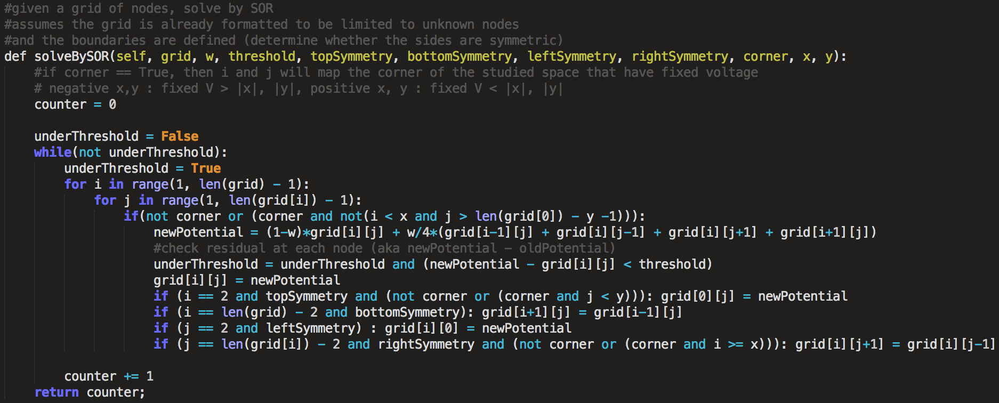 #given a grid of nodes, solve by SOR
#assumes the grid is already formatted to be limited to unknown nodes
#and the boundaries are defined (determine whether the sides are symmetric)
def solveBySOR(self, grid, w, threshold, topSymmetry, bottomSymmetry, leftSymmetry, rightSymmetry, corner, x, y):
    #if corner == True, then i and j will map the corner of the studied space that have fixed voltage
    # negative x,y : fixed V > |x|, |y|, positive x, y : fixed V < |x|, |y|
    counter = 0
    underThreshold = False
    while(not underThreshold):
        underThreshold = True
        for i in range(1, len(grid) - 1):
            for j in range(1, len(grid[i]) - 1):
                if(not corner or (corner and not(i < x and j > len(grid[0]) - y -1))):
                    newPotential = (1-w)*grid[i][j] + w/4*(grid[i-1][j] + grid[i][j-1] + grid[i][j+1] + grid[i+1][j])
                    #check residual at each node (aka newPotential - oldPotential)
                    underThreshold = underThreshold and (newPotential - grid[i][j] < threshold)
                    grid[i][j] = newPotential
                    if (i == 2 and topSymmetry and (not corner or (corner and j < y))): grid[0][j] = newPotential
                    if (i == len(grid) - 2 and bottomSymmetry): grid[i+1][j] = grid[i-1][j]
                    if (j == 2 and leftSymmetry) : grid[i][0] = newPotential
                    if (j == len(grid[i]) - 2 and rightSymmetry and (not corner or (corner and i >= x))): grid[i][j+1] = grid[i][j-1]
        counter += 1
    return counter;